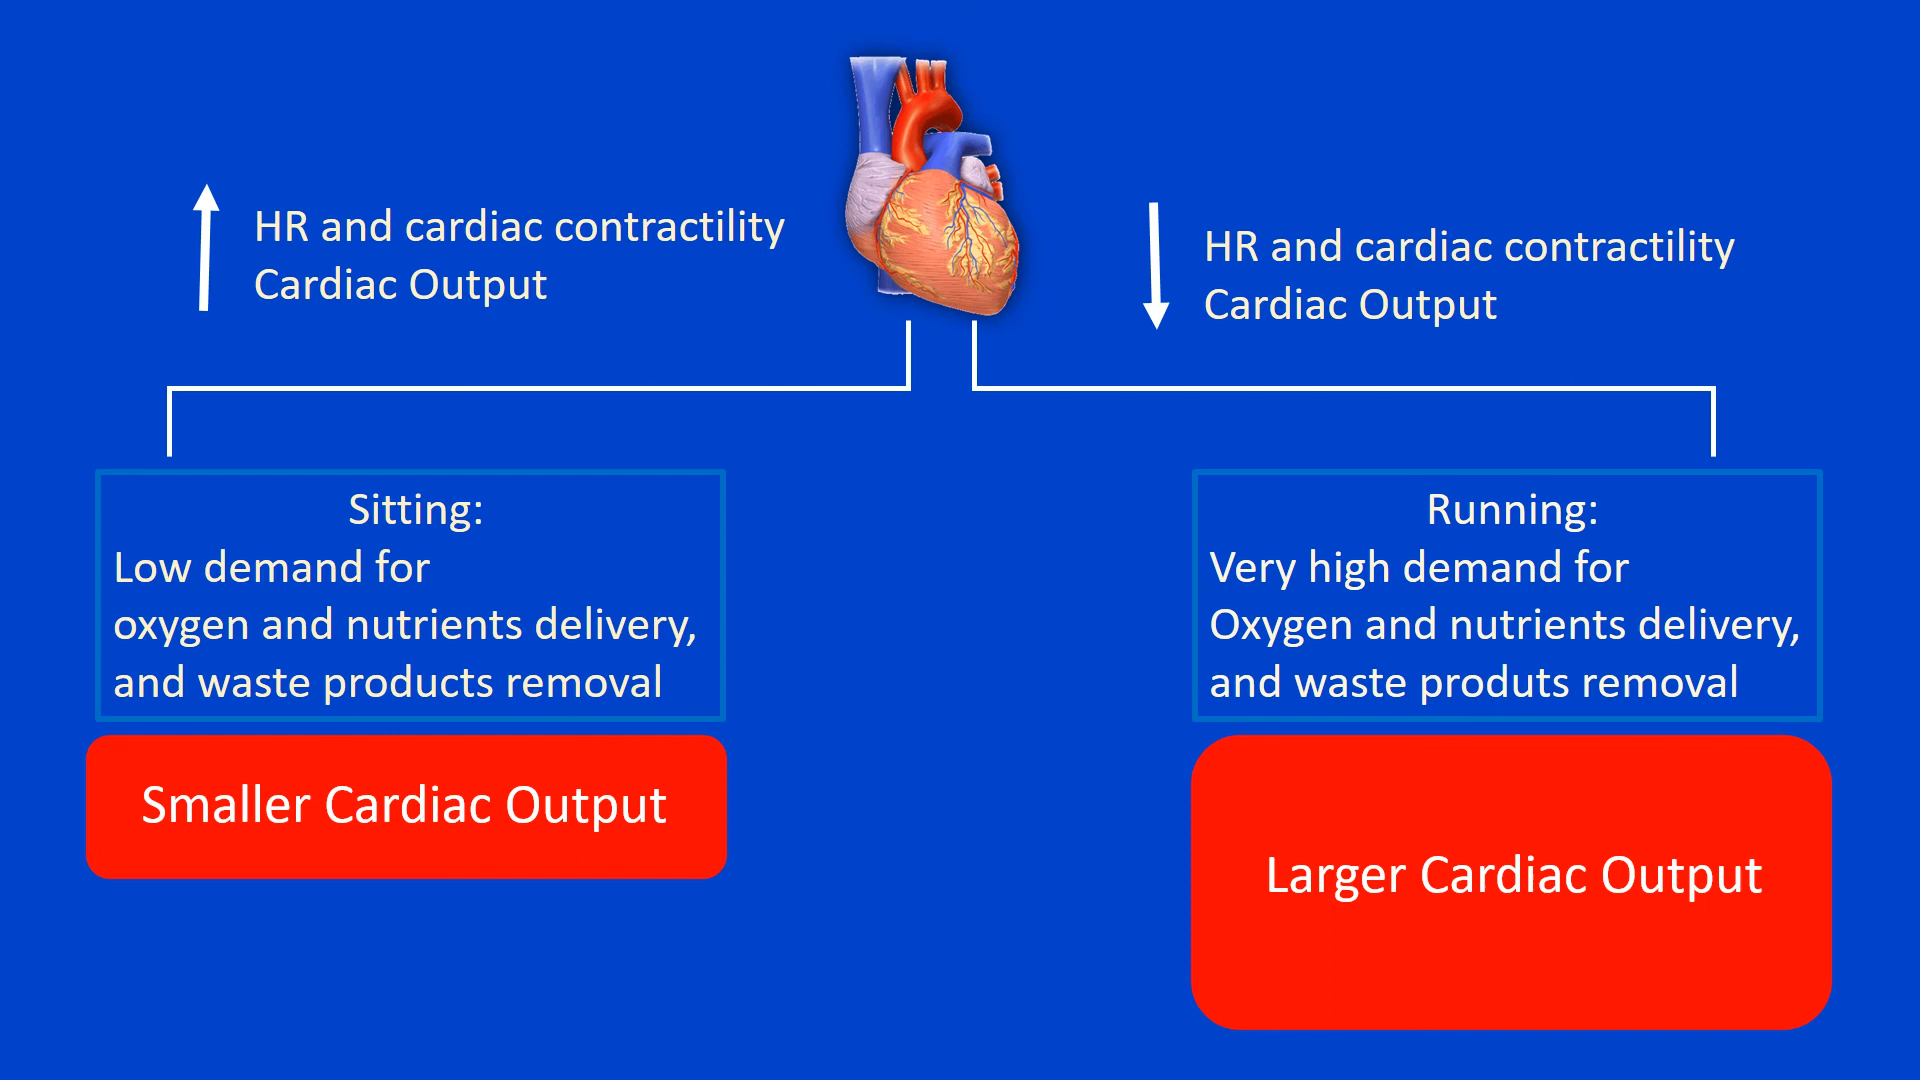 HR and cardiac contractility
Cardiac Output
HR and cardiac contractility
Cardiac Output
Sitting:
Low demand for
oxygen and nutrients delivery,
and waste products removal
Smaller Cardiac Output
Running:
Very high demand for
Oxygen and nutrients delivery,
and waste produts removal
Larger Cardiac Output